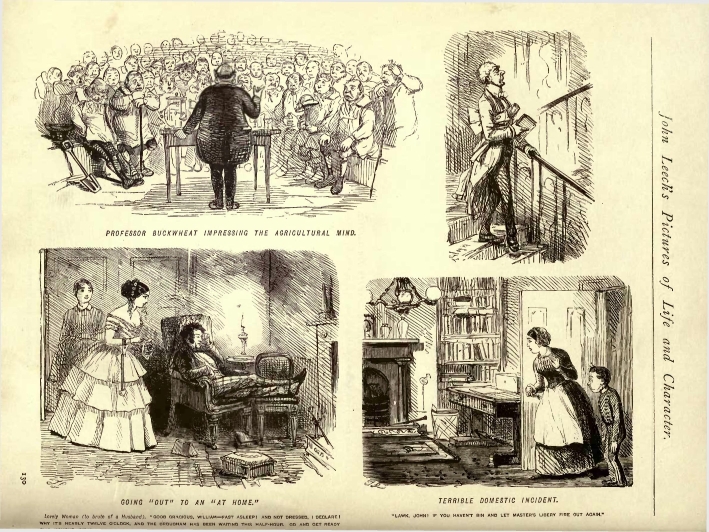 PROFESSOR BUCKWHEAT IMPRESSING THE AGRICULTURAL MIND.
John Leech's Pictures of Life and Character.
GOING "OUT" TO AN "AT HOME."
Lovely Woman (to brute of a Husband). "GOOD GRACIOUS, WILLIAM—FAST ASLEEP! AND NOT DRESSED, I DECLARE!
WHY IT'S NEARLY TWELVE O'CLOCK, AND THE BROUGHAM HAS BEEN WAITING THIS HALF-HOUR. GO, AND GET READY
TERRIBLE DOMESTIC INCIDENT.
"LAWK, JOHN! IF YOU HAVEN'T BIN AND LET MASTER'S LIBERY FIRE OUT AGAIN."
130